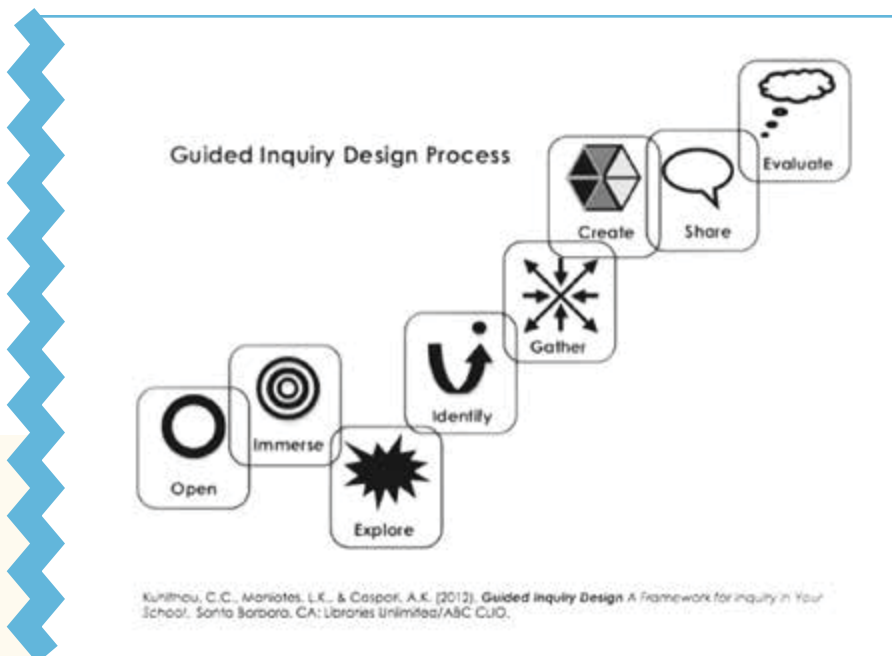 Guided Inquiry Design Process
Open
Immerse
Explore
Identify
Gather
Create
Share
Evaluate
Kuhlthau, C.C., Maniotes, L.K., & Caspari, A.K. (2012). Guided Inquiry Design A Framework for Inquiry in Your
School. Santa Barbara, CA: Libraries Unlimited/ABC CLIO.